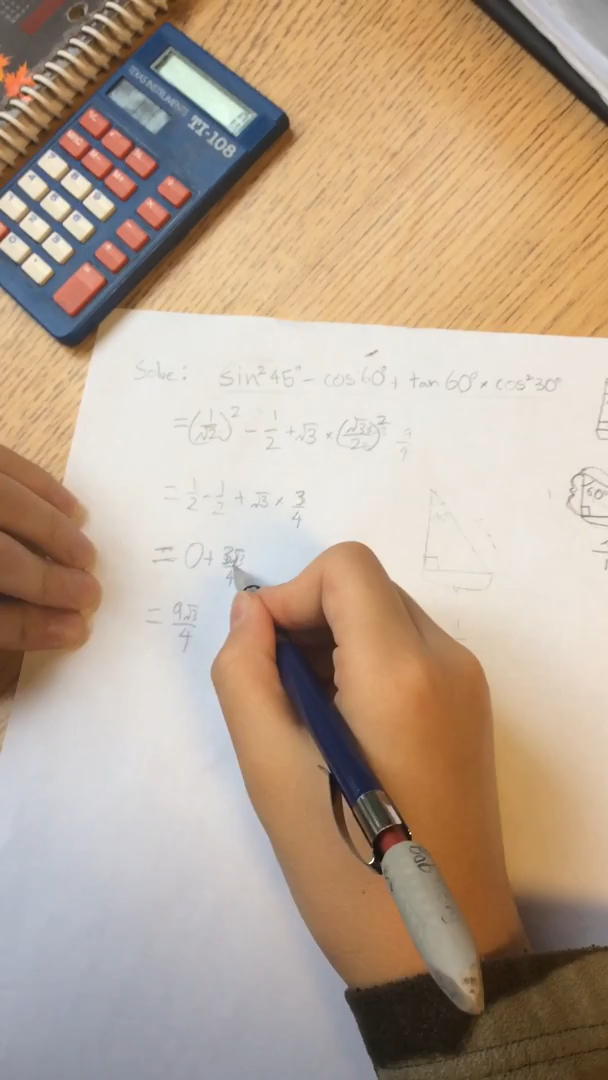 TEXAS INSTRUMENTS
TI-108
Solve: sin²45° - cos 60° + tan 60° × cos²30°
= (1/√2)² - 1/2 + √3 × (√3/2)²
= 1/2 - 1/2 + √3 × 3/4
= 0 + 3√3/4
= 9√3/4
60°